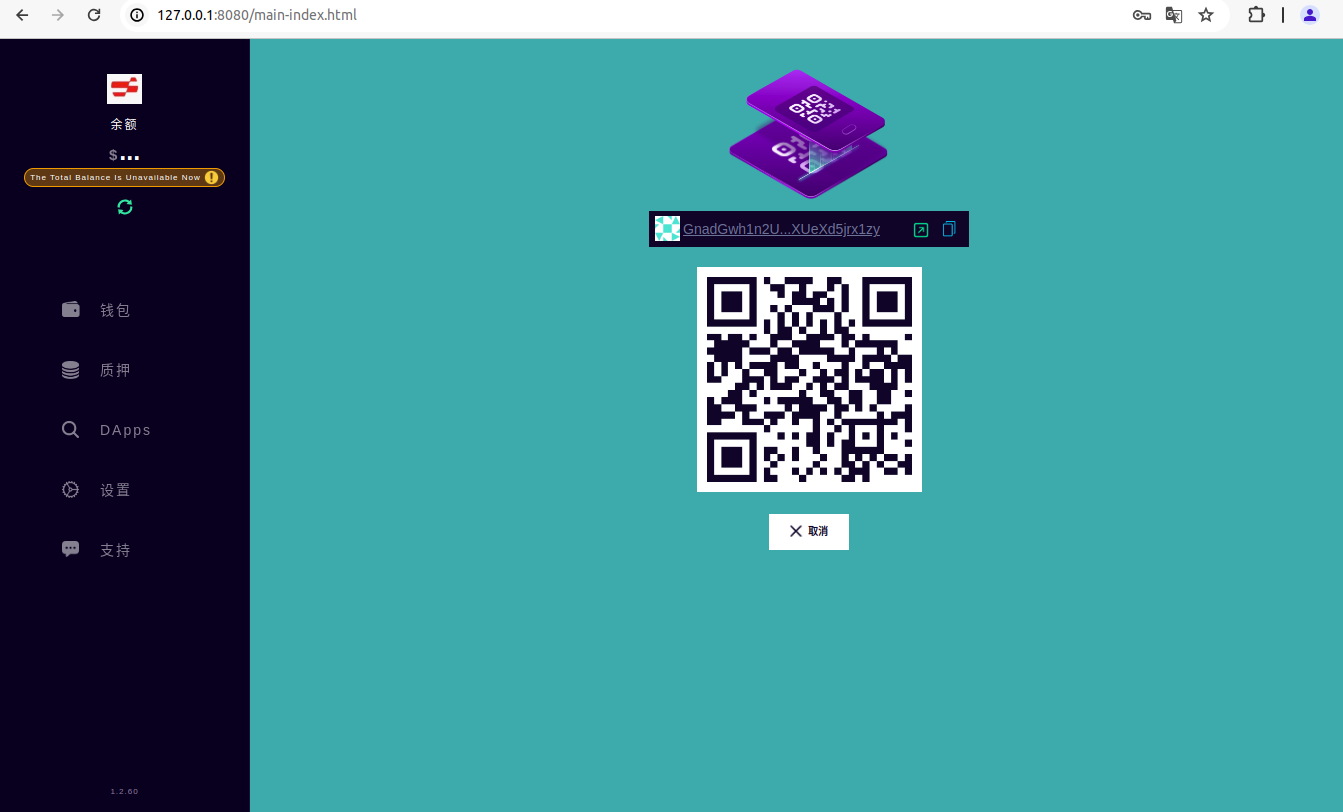 127.0.0.1:8080/main-index.html
余额
$...
The Total Balance Is Unavailable Now
GnadGwh1n2U...XUeXd5jrx1zy
钱包
质押
DApps
设置
支持
取消
1.2.60